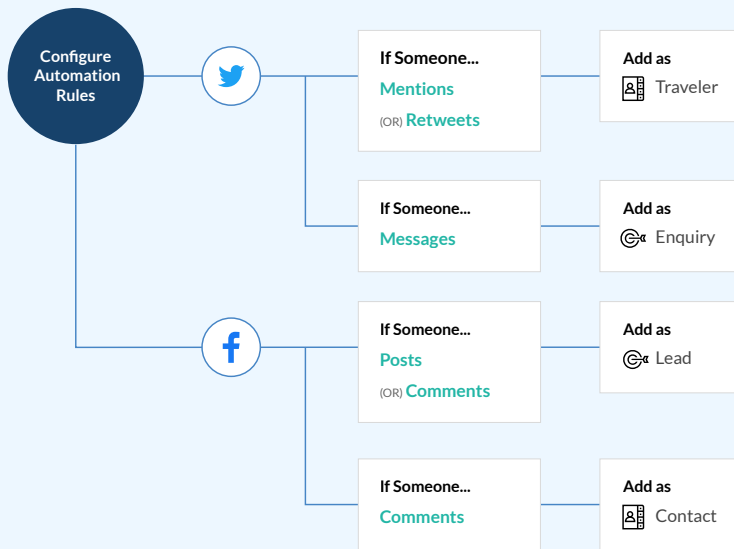 Configure
Automation
Rules
If Someone...
Mentions
(OR) Retweets
Add as
Traveler
If Someone...
Messages
Add as
Enquiry
If Someone...
Posts
(OR) Comments
Add as
Lead
If Someone...
Comments
Add as
Contact